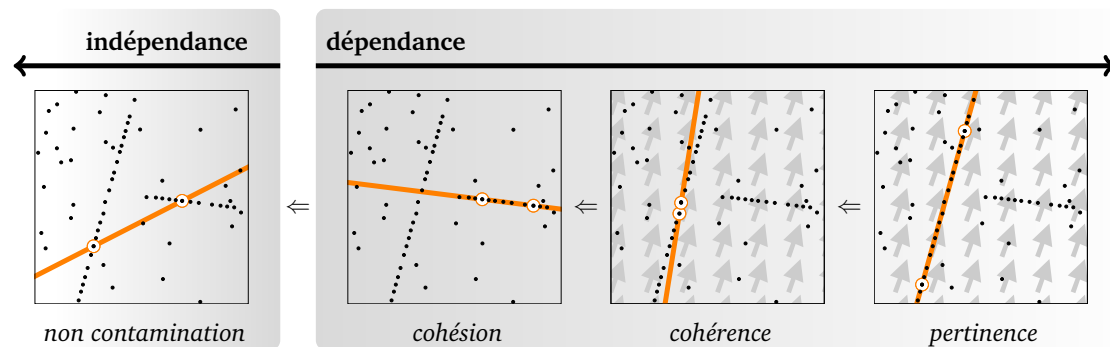 indépendance
dépendance
⇐
⇐
⇐
non contamination
cohésion
cohérence
pertinence